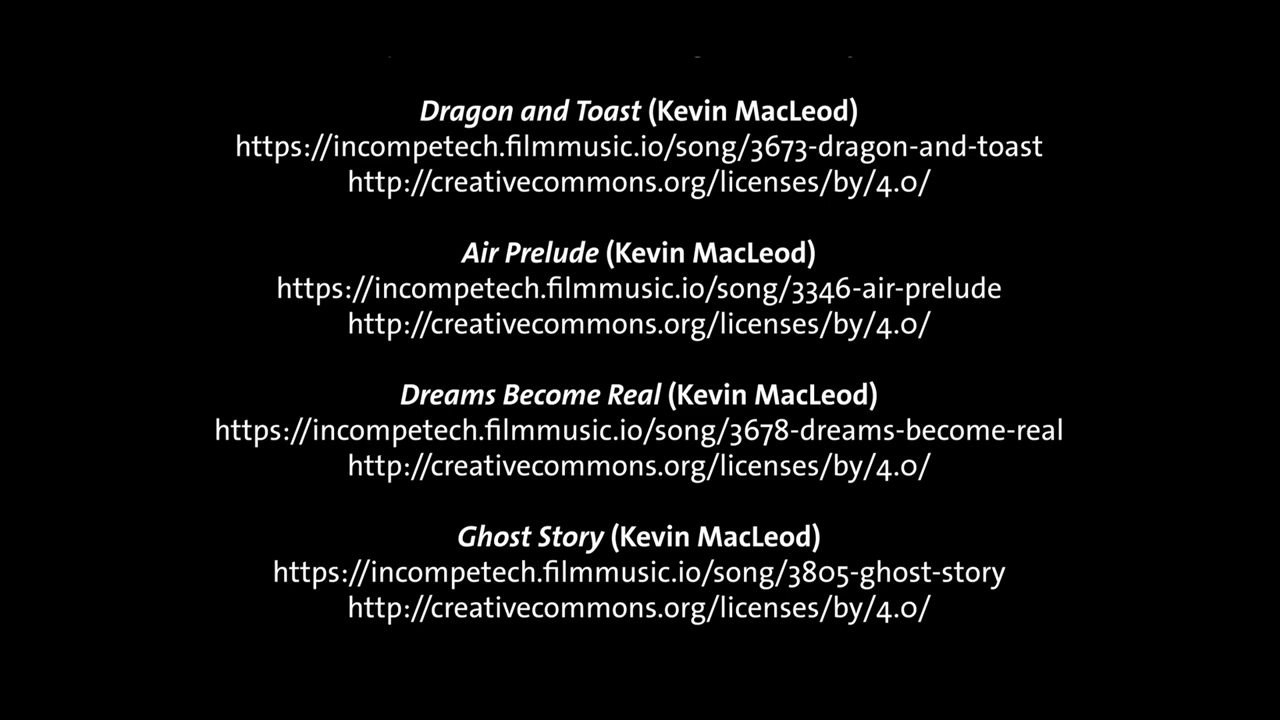 Dragon and Toast (Kevin MacLeod)
https://incompetech.filmmusic.io/song/3673-dragon-and-toast
http://creativecommons.org/licenses/by/4.0/
Air Prelude (Kevin MacLeod)
https://incompetech.filmmusic.io/song/3346-air-prelude
http://creativecommons.org/licenses/by/4.0/
Dreams Become Real (Kevin MacLeod)
https://incompetech.filmmusic.io/song/3678-dreams-become-real
http://creativecommons.org/licenses/by/4.0/
Ghost Story (Kevin MacLeod)
https://incompetech.filmmusic.io/song/3805-ghost-story
http://creativecommons.org/licenses/by/4.0/